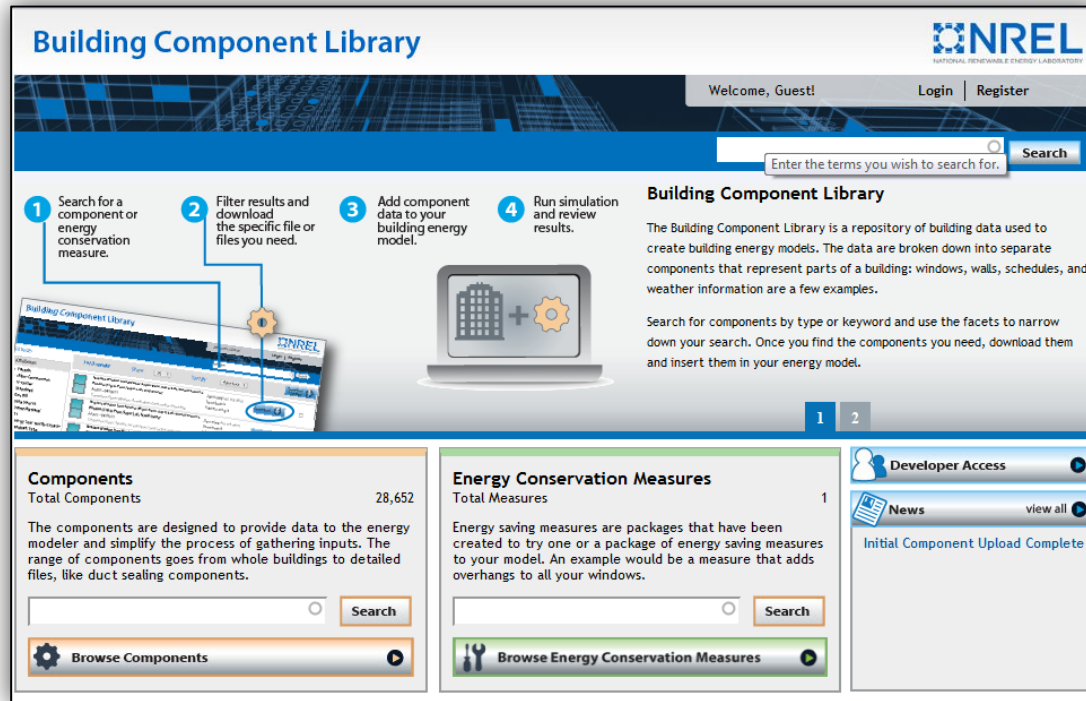 Building Component Library
NREL
NATIONAL RENEWABLE ENERGY LABORATORY
Welcome, Guest!
Login | Register
Search
Enter the terms you wish to search for.
1 Search for a
component or
energy
conservation
measure.
2 Filter results and
download
the specific file or
files you need.
3 Add component
data to your
building energy
model.
4 Run simulation
and review
results.
Building Component Library
NREL
Building Component Library
The Building Component Library is a repository of building data used to
create building energy models. The data are broken down into separate
components that represent parts of a building: windows, walls, schedules, and
weather information are a few examples.
Search for components by type or keyword and use the facets to narrow
down your search. Once you find the components you need, download them
and insert them in your energy model.
1 2
Components
Total Components 28,652
The components are designed to provide data to the energy
modeler and simplify the process of gathering inputs. The
range of components goes from whole buildings to detailed
files, like duct sealing components.
Search
Browse Components
Energy Conservation Measures
Total Measures 1
Energy saving measures are packages that have been
created to try one or a package of energy saving measures
to your model. An example would be a measure that adds
overhangs to all your windows.
Search
Browse Energy Conservation Measures
Developer Access
News view all
Initial Component Upload Complete